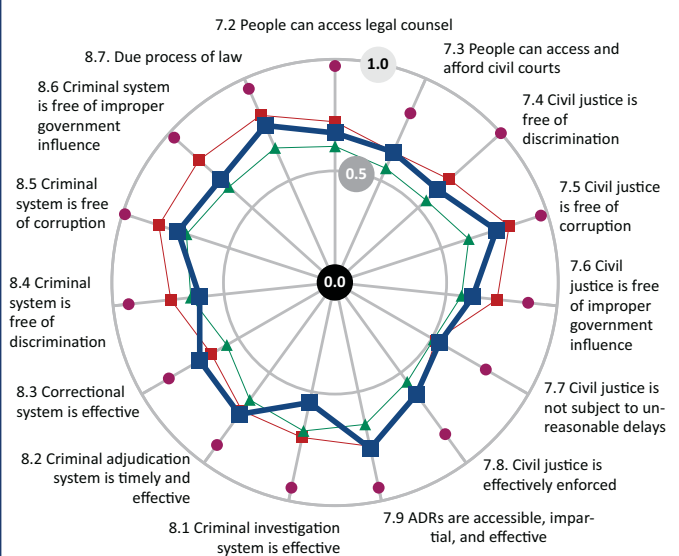 7.2 People can access legal counsel
7.3 People can access and
afford civil courts
7.4 Civil justice is
free of
discrimination
7.5 Civil justice
is free of
corruption
7.6 Civil
justice is free
of improper
government
influence
7.7 Civil justice is
not subject to un-
reasonable delays
7.8. Civil justice is
effectively enforced
7.9 ADRs are accessible, impar-
tial, and effective
8.1 Criminal investigation
system is effective
8.2 Criminal adjudication
system is timely and
effective
8.3 Correctional
system is effective
8.4 Criminal
system is
free of
discrimination
8.5 Criminal
system is free
of corruption
8.6 Criminal system
is free of improper
government
influence
8.7. Due process of law
1.0
0.5
0.0